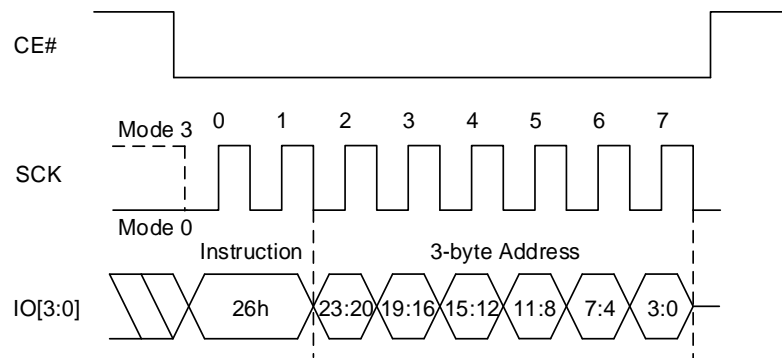 CE#
Mode 3 0 1 2 3 4 5 6 7
SCK
Mode 0
Instruction 3-byte Address
IO[3:0] 26h 23:20 19:16 15:12 11:8 7:4 3:0